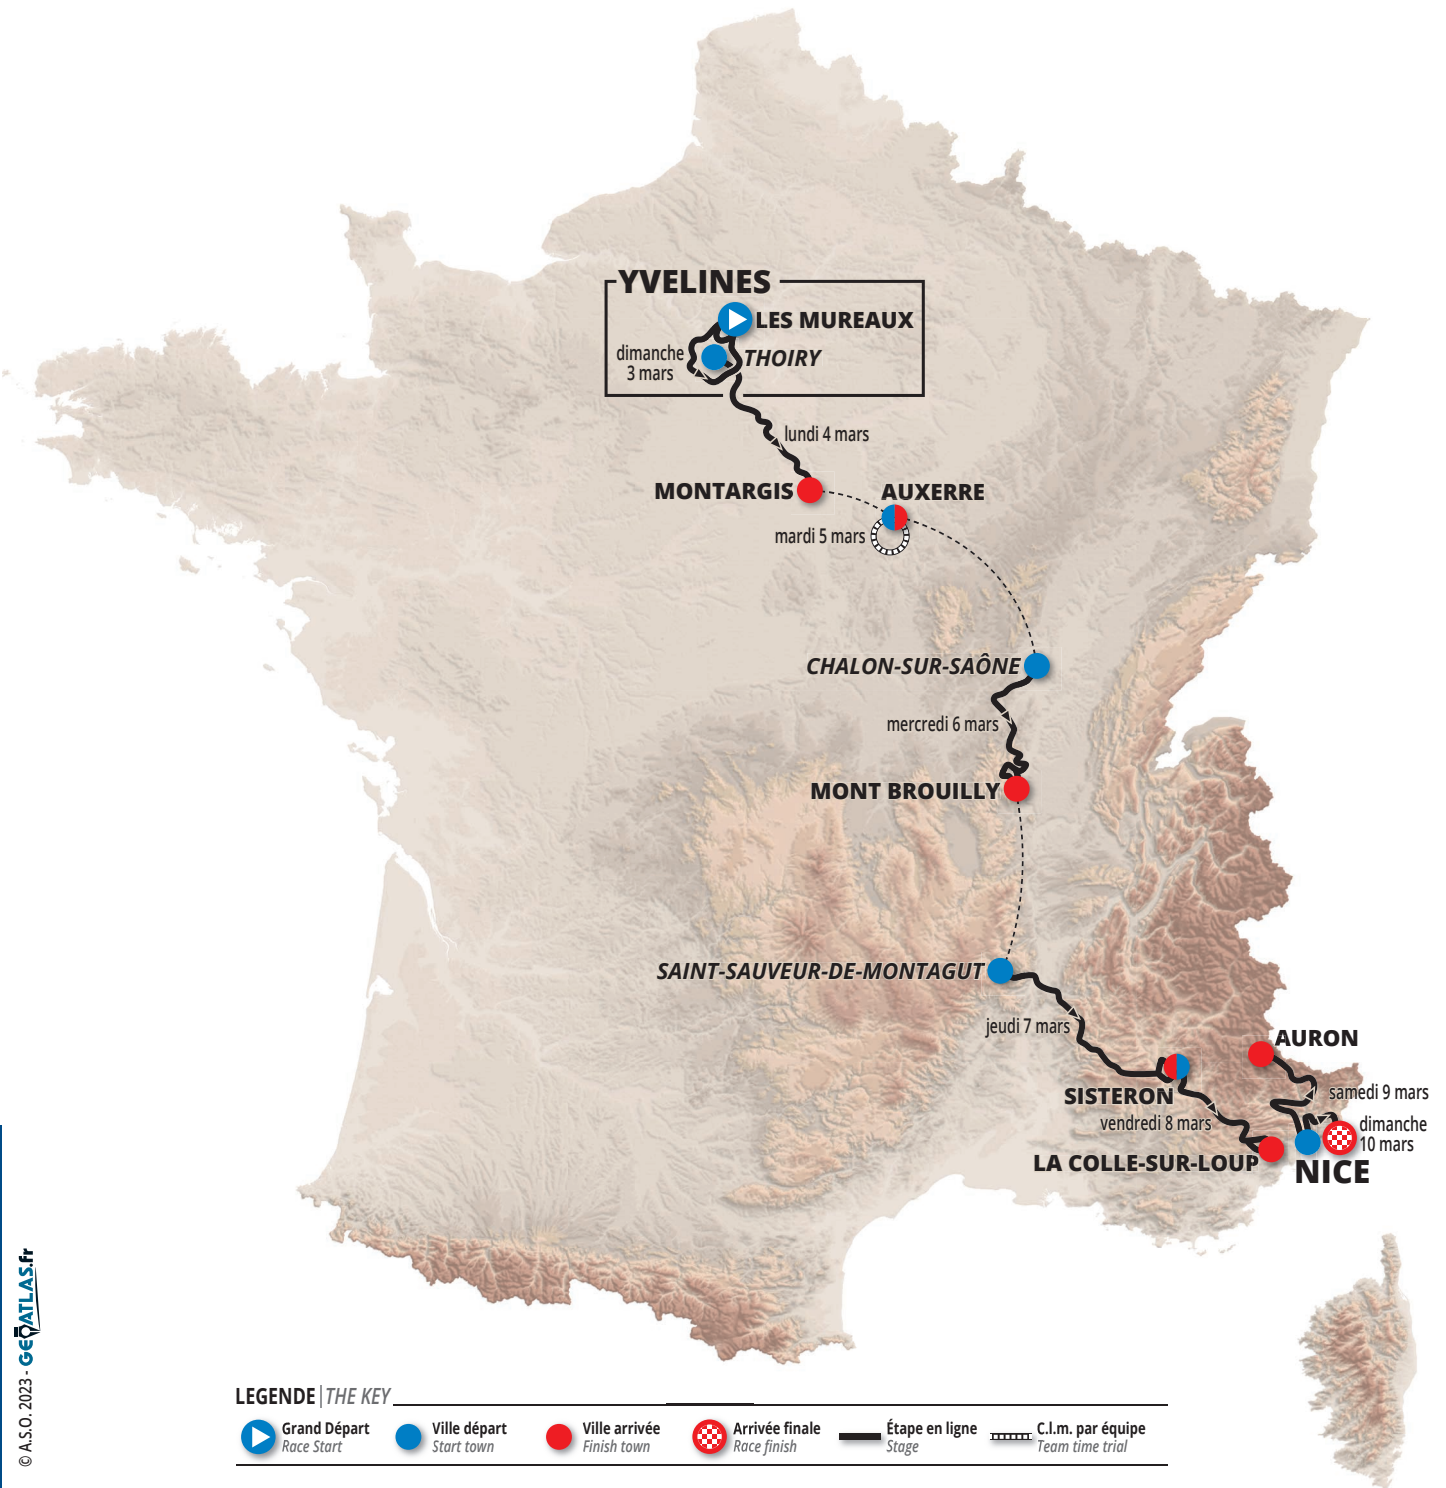 YVELINES
LES MUREAUX
THOIRY
dimanche
3 mars
lundi 4 mars
MONTARGIS
AUXERRE
mardi 5 mars
CHALON-SUR-SAÔNE
mercredi 6 mars
MONT BROUILLY
SAINT-SAUVEUR-DE-MONTAGUT
jeudi 7 mars
AURON
SISTERON
samedi 9 mars
vendredi 8 mars
dimanche
10 mars
LA COLLE-SUR-LOUP
NICE
© A.S.O. 2023 - GEOATLAS.fr
LEGENDE | THE KEY
Grand Départ
Race Start
Ville départ
Start town
Ville arrivée
Finish town
Arrivée finale
Race finish
Étape en ligne
Stage
C.l.m. par équipe
Team time trial